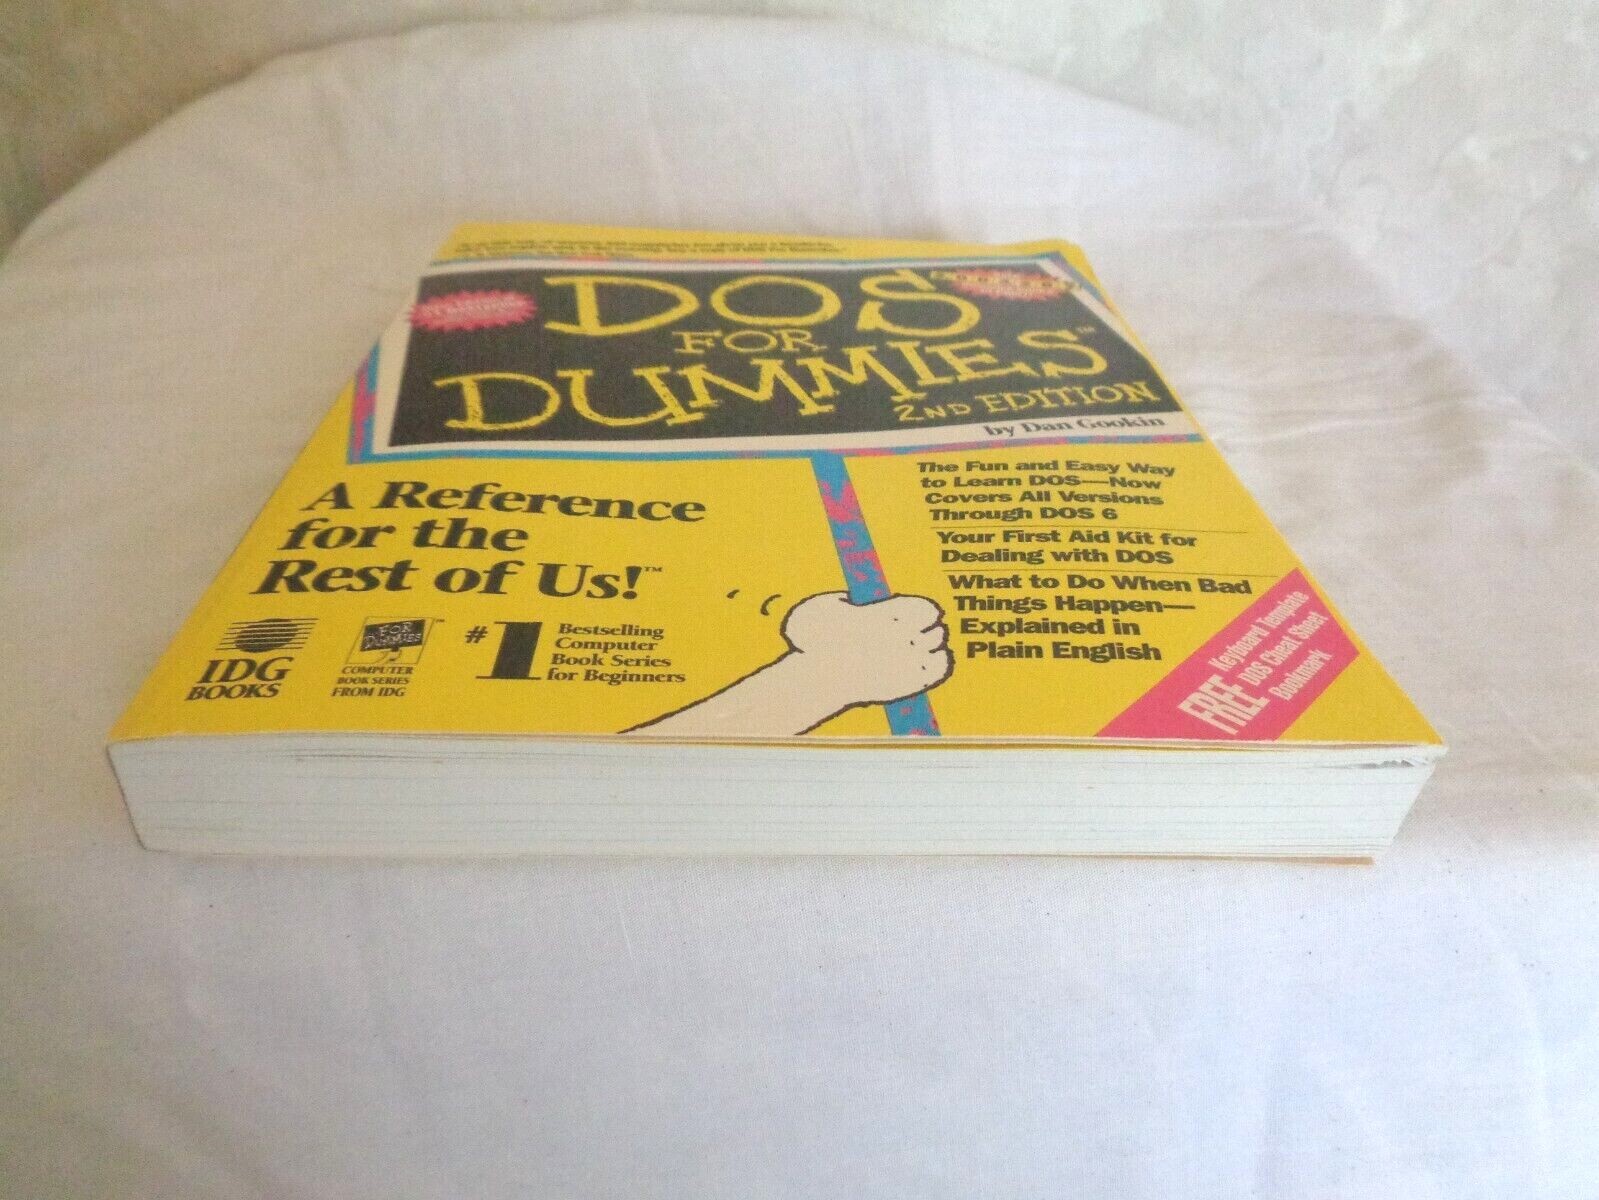 DOS
FOR
DUMMIES™
2ND EDITION
by Dan Gookin
A Reference
for the
Rest of Us!™
The Fun and Easy Way
to Learn DOS—Now
Covers All Versions
Through DOS 6
Your First Aid Kit for
Dealing with DOS
What to Do When Bad
Things Happen—
Explained in
Plain English
IDG
BOOKS
FOR
DUMMIES
™
COMPUTER
BOOK SERIES
FROM IDG
#1
Bestselling
Computer
Book Series
for Beginners
FREE
Keyboard Template
DOS Cheat Sheet
Bookmark